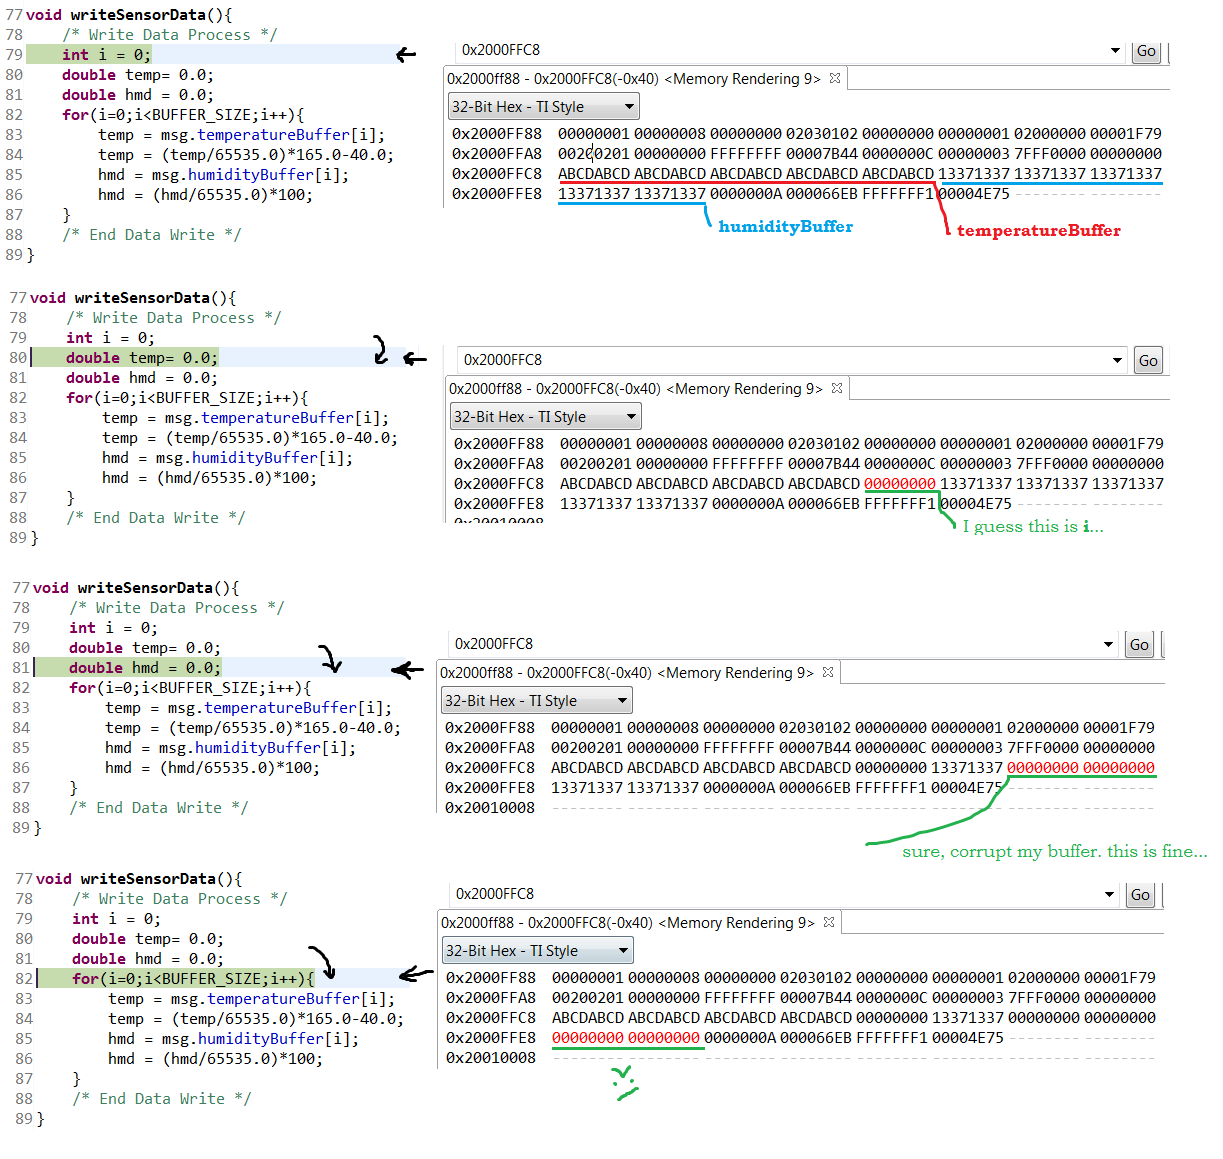 77 void writeSensorData(){
78 /* Write Data Process */
79 int i = 0;
80 double temp= 0.0;
81 double hmd = 0.0;
82 for(i=0;i<BUFFER_SIZE;i++){
83 temp = msg.temperatureBuffer[i];
84 temp = (temp/65535.0)*165.0-40.0;
85 hmd = msg.humidityBuffer[i];
86 hmd = (hmd/65535.0)*100;
87 }
88 /* End Data Write */
89 }
0x2000FFC8 Go
0x2000ff88 - 0x2000FFC8(-0x40) <Memory Rendering 9>
32-Bit Hex - TI Style
0x2000FF88 00000001 00000008 00000000 02030102 00000000 00000001 02000000 00001F79
0x2000FFA8 00200201 00000000 FFFFFFFF 00007B44 0000000C 00000003 7FFF0000 00000000
0x2000FFC8 ABCDABCD ABCDABCD ABCDABCD ABCDABCD ABCDABCD 13371337 13371337 13371337
0x2000FFE8 13371337 13371337 0000000A 000066EB FFFFFFF1 00004E75 -------- --------
humidityBuffer
temperatureBuffer
77 void writeSensorData(){
78 /* Write Data Process */
79 int i = 0;
80 double temp= 0.0;
81 double hmd = 0.0;
82 for(i=0;i<BUFFER_SIZE;i++){
83 temp = msg.temperatureBuffer[i];
84 temp = (temp/65535.0)*165.0-40.0;
85 hmd = msg.humidityBuffer[i];
86 hmd = (hmd/65535.0)*100;
87 }
88 /* End Data Write */
89 }
0x2000FFC8 Go
0x2000ff88 - 0x2000FFC8(-0x40) <Memory Rendering 9>
32-Bit Hex - TI Style
0x2000FF88 00000001 00000008 00000000 02030102 00000000 00000001 02000000 00001F79
0x2000FFA8 00200201 00000000 FFFFFFFF 00007B44 0000000C 00000003 7FFF0000 00000000
0x2000FFC8 ABCDABCD ABCDABCD ABCDABCD ABCDABCD 00000000 13371337 13371337 13371337
0x2000FFE8 13371337 13371337 0000000A 000066EB FFFFFFF1 00004E75 -------- --------
0x20010008
I guess this is i...
77 void writeSensorData(){
78 /* Write Data Process */
79 int i = 0;
80 double temp= 0.0;
81 double hmd = 0.0;
82 for(i=0;i<BUFFER_SIZE;i++){
83 temp = msg.temperatureBuffer[i];
84 temp = (temp/65535.0)*165.0-40.0;
85 hmd = msg.humidityBuffer[i];
86 hmd = (hmd/65535.0)*100;
87 }
88 /* End Data Write */
89 }
0x2000FFC8 Go
0x2000ff88 - 0x2000FFC8(-0x40) <Memory Rendering 9>
32-Bit Hex - TI Style
0x2000FF88 00000001 00000008 00000000 02030102 00000000 00000001 02000000 00001F79
0x2000FFA8 00200201 00000000 FFFFFFFF 00007B44 0000000C 00000003 7FFF0000 00000000
0x2000FFC8 ABCDABCD ABCDABCD ABCDABCD ABCDABCD 00000000 13371337 00000000 00000000
0x2000FFE8 13371337 13371337 0000000A 000066EB FFFFFFF1 00004E75 -------- --------
0x20010008 -------- -------- -------- -------- -------- -------- -------- --------
sure, corrupt my buffer. this is fine...
77 void writeSensorData(){
78 /* Write Data Process */
79 int i = 0;
80 double temp= 0.0;
81 double hmd = 0.0;
82 for(i=0;i<BUFFER_SIZE;i++){
83 temp = msg.temperatureBuffer[i];
84 temp = (temp/65535.0)*165.0-40.0;
85 hmd = msg.humidityBuffer[i];
86 hmd = (hmd/65535.0)*100;
87 }
88 /* End Data Write */
89 }
0x2000FFC8 Go
0x2000ff88 - 0x2000FFC8(-0x40) <Memory Rendering 9>
32-Bit Hex - TI Style
0x2000FF88 00000001 00000008 00000000 02030102 00000000 00000001 02000000 00001F79
0x2000FFA8 00200201 00000000 FFFFFFFF 00007B44 0000000C 00000003 7FFF0000 00000000
0x2000FFC8 ABCDABCD ABCDABCD ABCDABCD ABCDABCD 00000000 13371337 00000000 00000000
0x2000FFE8 00000000 00000000 0000000A 000066EB FFFFFFF1 00004E75 -------- --------
0x20010008 -------- -------- -------- -------- -------- -------- -------- --------